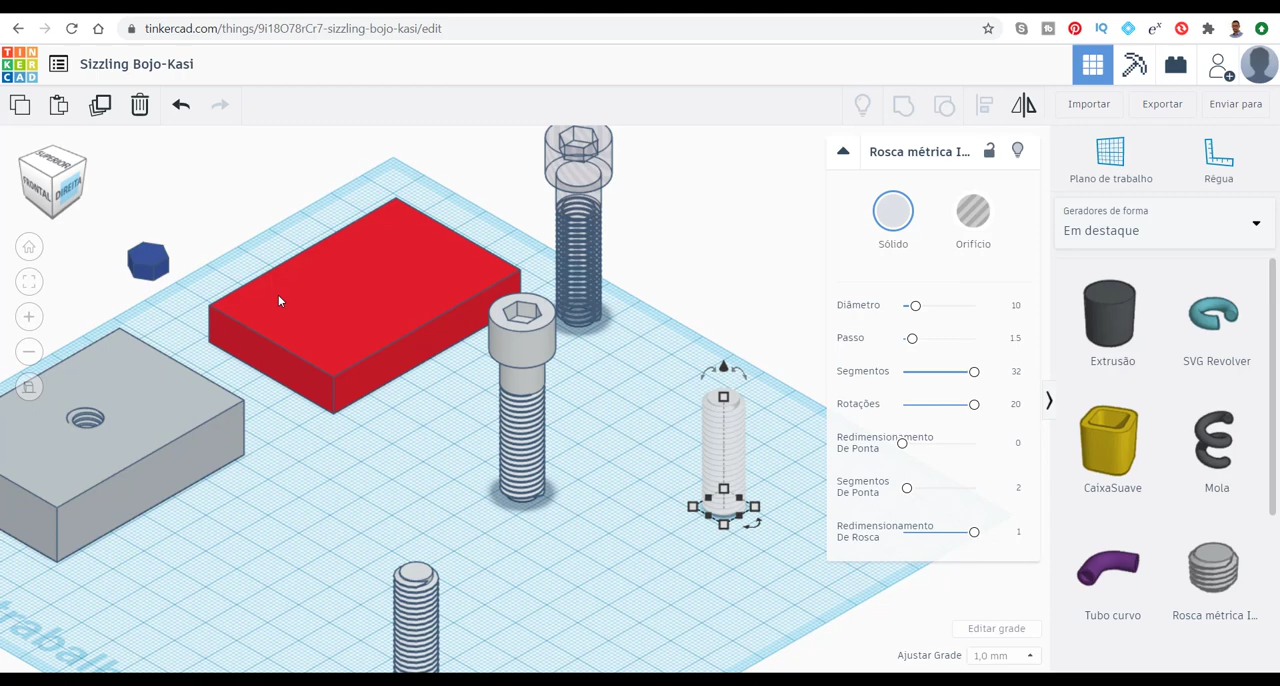 tinkercad.com/things/9i18O78rCr7-sizzling-bojo-kasi/edit
TIN
KER
CAD
Sizzling Bojo-Kasi
Importar
Exportar
Enviar para
SUPERIOR
FRONTAL
DIREITA
Rosca métrica I...
Sólido
Orifício
Diâmetro
10
Passo
1.5
Segmentos
32
Rotações
20
Redimensionamento
De Ponta
0
Segmentos
De Ponta
2
Redimensionamento
De Rosca
1
Plano de trabalho
Régua
Geradores de forma
Em destaque
Extrusão
SVG Revolver
CaixaSuave
Mola
Tubo curvo
Rosca métrica I...
Editar grade
Ajustar Grade
1,0 mm